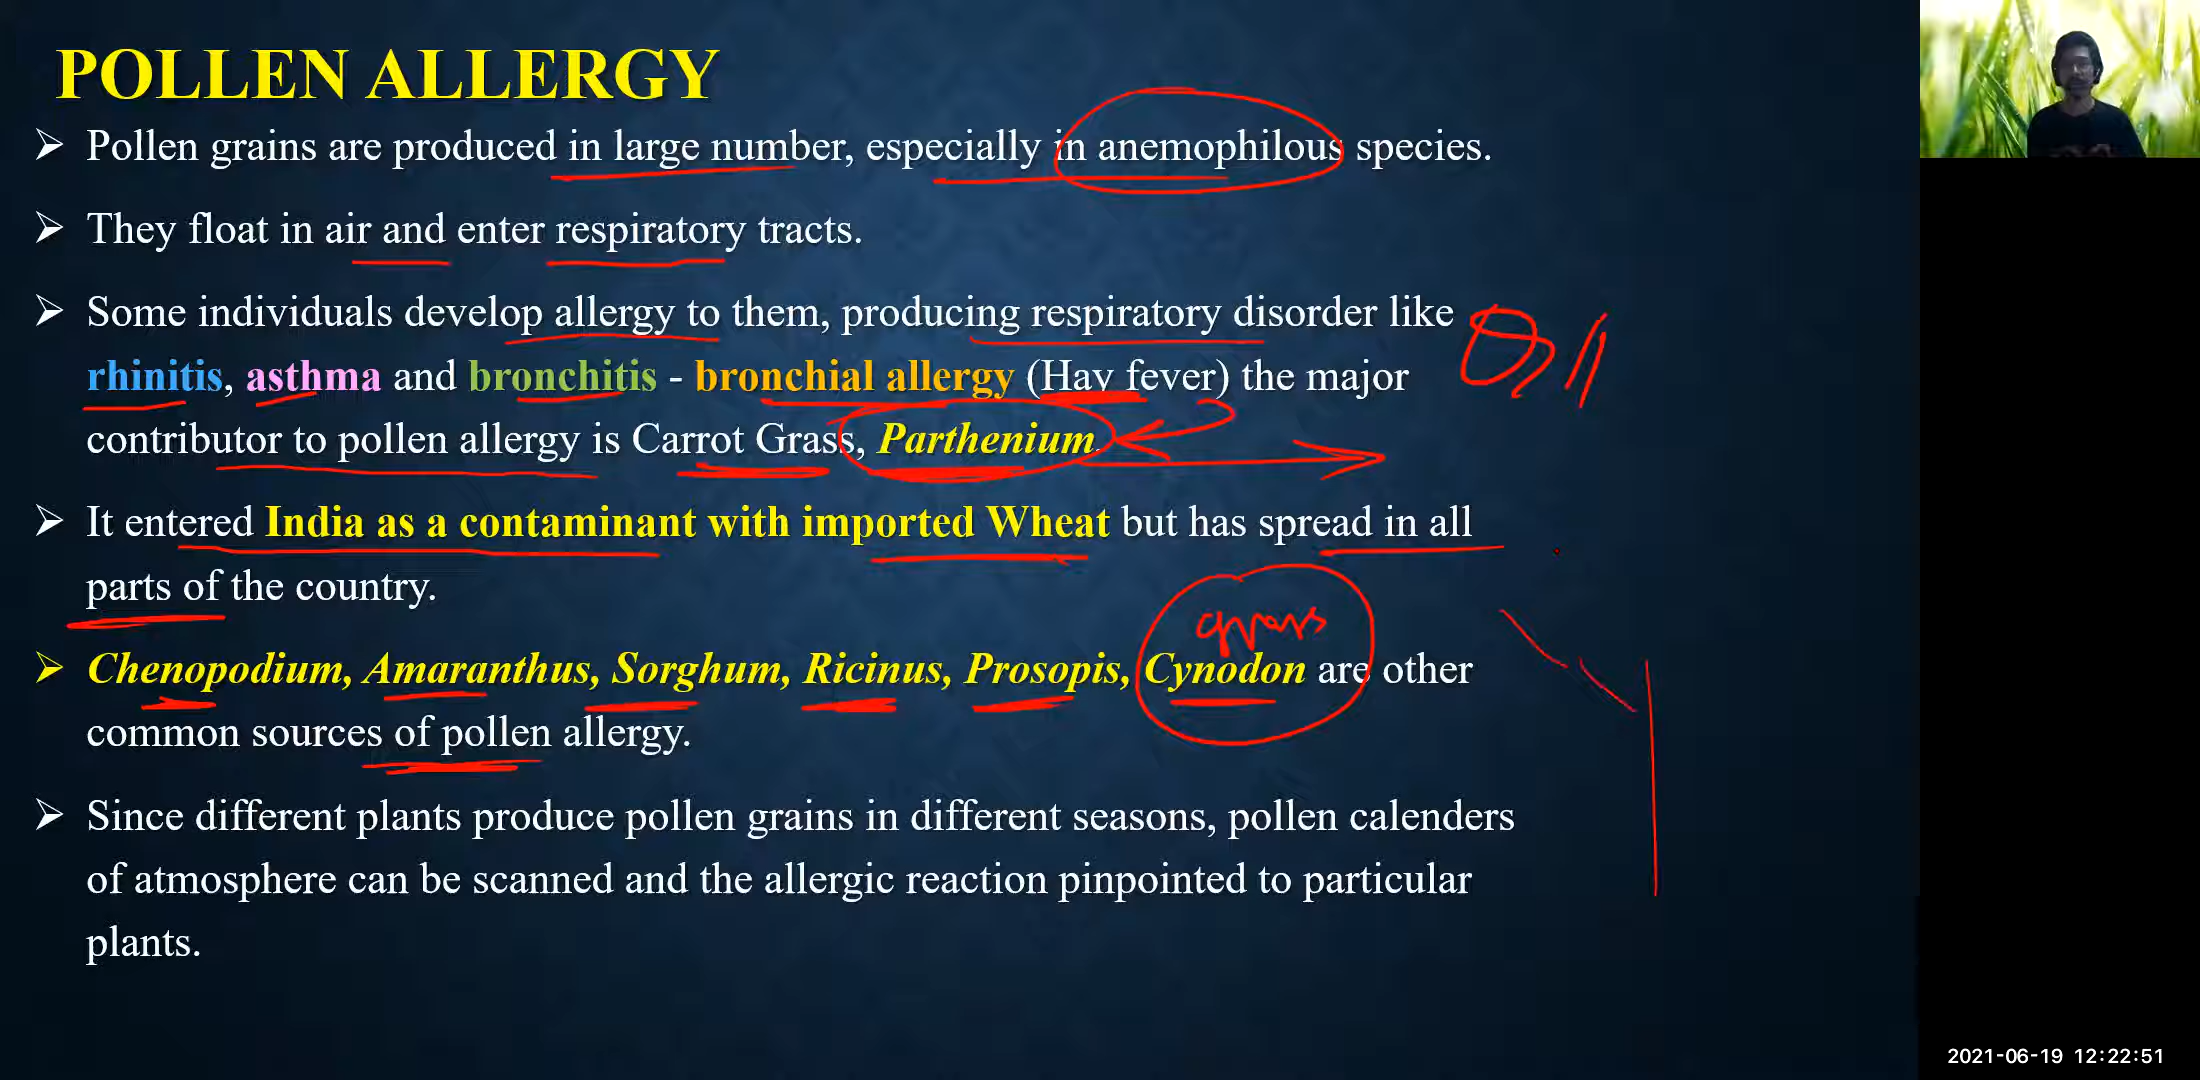 POLLEN ALLERGY
➢ Pollen grains are produced in large number, especially in anemophilous species.
➢ They float in air and enter respiratory tracts.
➢ Some individuals develop allergy to them, producing respiratory disorder like
rhinitis, asthma and bronchitis - bronchial allergy (Hay fever) the major
contributor to pollen allergy is Carrot Grass, Parthenium.
➢ It entered India as a contaminant with imported Wheat but has spread in all
parts of the country.
grass
➢ Chenopodium, Amaranthus, Sorghum, Ricinus, Prosopis, Cynodon are other
common sources of pollen allergy.
➢ Since different plants produce pollen grains in different seasons, pollen calenders
of atmosphere can be scanned and the allergic reaction pinpointed to particular
plants.
2021-06-19 12:22:51